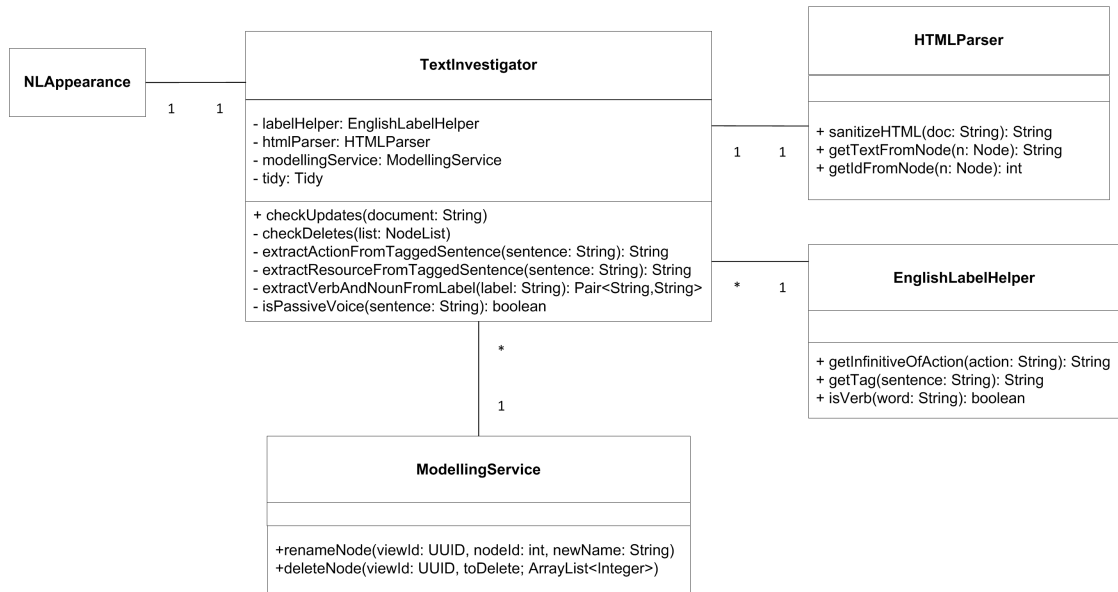 NLAppearance
1
1
TextInvestigator
- labelHelper: EnglishLabelHelper
- htmlParser: HTMLParser
- modellingService: ModellingService
- tidy: Tidy
+ checkUpdates(document: String)
- checkDeletes(list: NodeList)
- extractActionFromTaggedSentence(sentence: String): String
- extractResourceFromTaggedSentence(sentence: String): String
- extractVerbAndNounFromLabel(label: String): Pair<String,String>
- isPassiveVoice(sentence: String): boolean
1
1
HTMLParser
+ sanitizeHTML(doc: String): String
+ getTextFromNode(n: Node): String
+ getIdFromNode(n: Node): int
*
1
EnglishLabelHelper
+ getInfinitiveOfAction(action: String): String
+ getTag(sentence: String): String
+ isVerb(word: String): boolean
*
1
ModellingService
+renameNode(viewId: UUID, nodeId: int, newName: String)
+deleteNode(viewId: UUID, toDelete; ArrayList<Integer>)